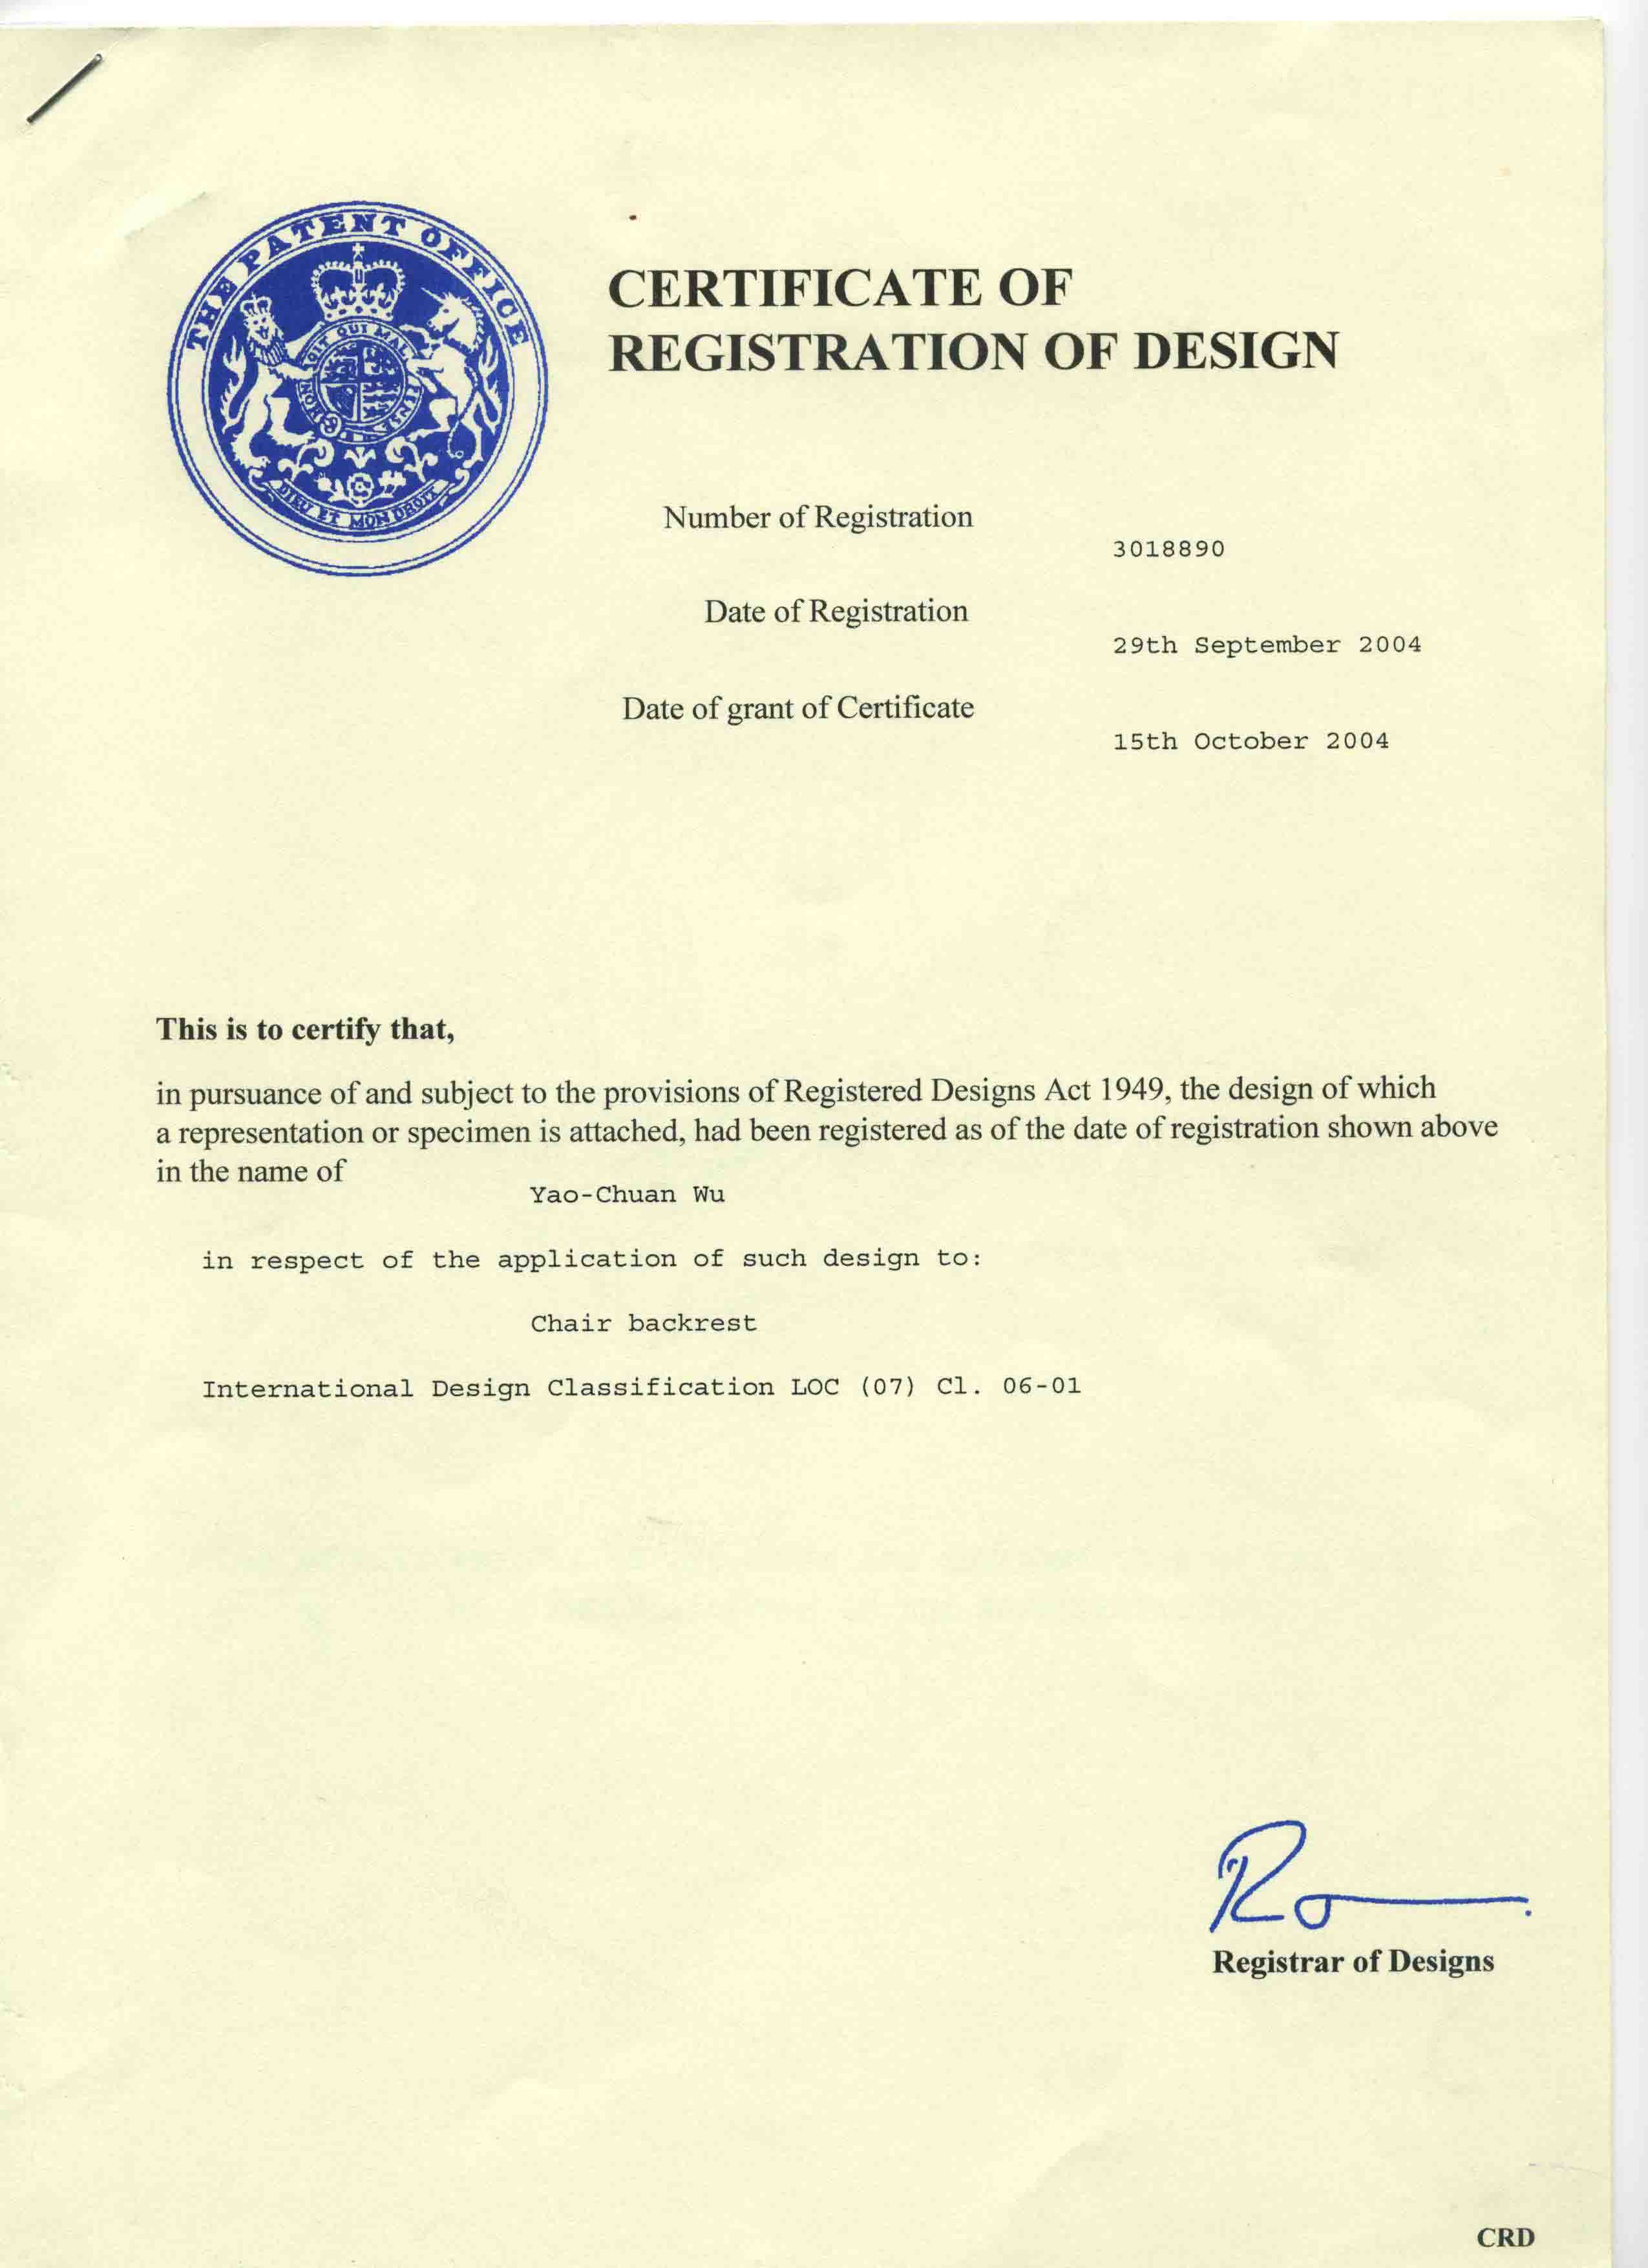 THE PATENT OFFICE
DIEU ET MON DROIT
CERTIFICATE OF
REGISTRATION OF DESIGN
Number of Registration
3018890
Date of Registration
29th September 2004
Date of grant of Certificate
15th October 2004
This is to certify that,
in pursuance of and subject to the provisions of Registered Designs Act 1949, the design of which
a representation or specimen is attached, had been registered as of the date of registration shown above
in the name of
Yao-Chuan Wu
in respect of the application of such design to:
Chair backrest
International Design Classification LOC (07) Cl. 06-01
Registrar of Designs
CRD